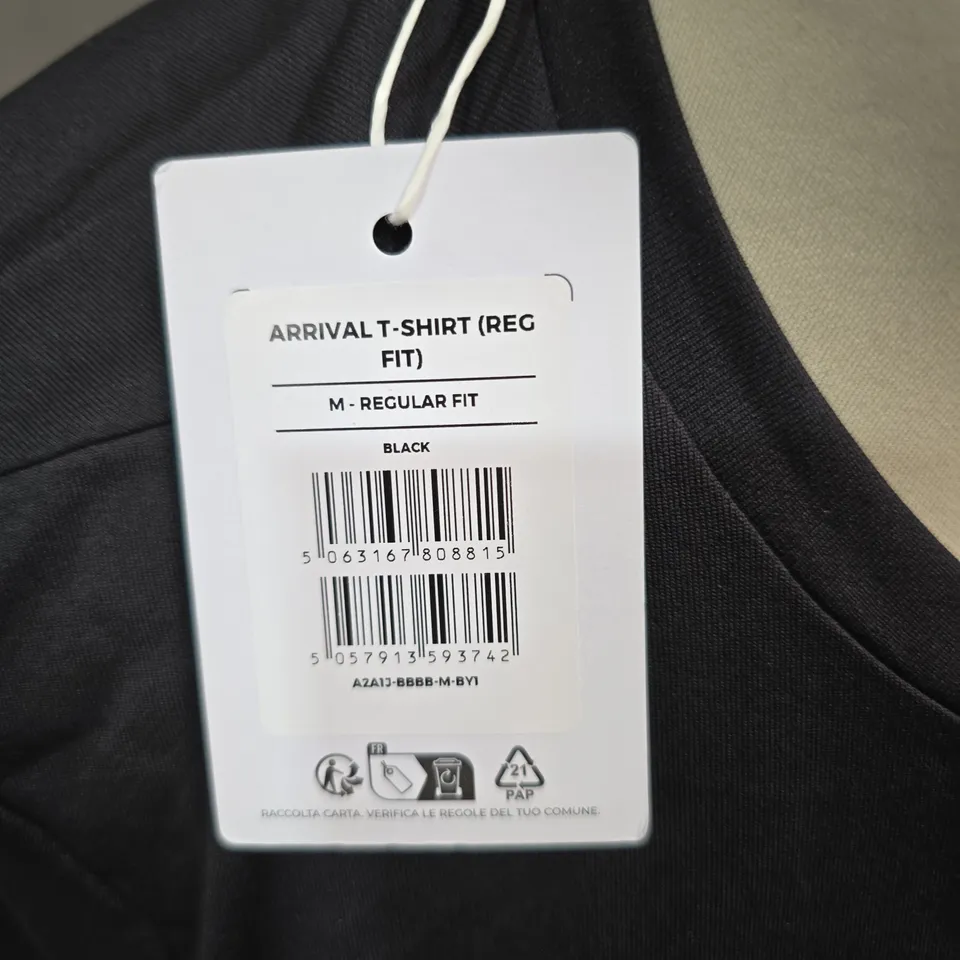 ARRIVAL T-SHIRT (REG
FIT)
M - REGULAR FIT
BLACK
5 063167 808815
5 057913 593742
A2A1J-BBBB-M-BY1
FR
21
PAP
RACCOLTA CARTA. VERIFICA LE REGOLE DEL TUO COMUNE.